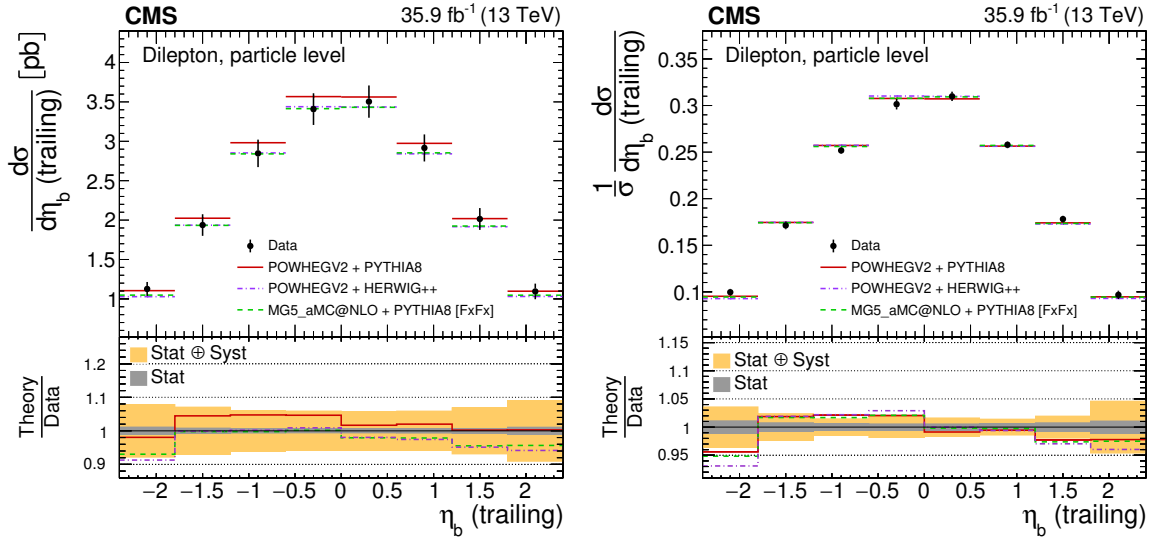 CMS 35.9 fb⁻¹ (13 TeV)
Dilepton, particle level
dσ/dη_b (trailing) [pb]
4
3.5
3
2.5
2
1.5
1
Data
POWHEGV2 + PYTHIA8
POWHEGV2 + HERWIG++
MG5_aMC@NLO + PYTHIA8 [FxFx]
Theory/Data
1.2
1.1
1
0.9
Stat ⊕ Syst
Stat
−2 −1.5 −1 −0.5 0 0.5 1 1.5 2
η_b (trailing)
CMS 35.9 fb⁻¹ (13 TeV)
Dilepton, particle level
1/σ dσ/dη_b (trailing)
0.35
0.3
0.25
0.2
0.15
0.1
Data
POWHEGV2 + PYTHIA8
POWHEGV2 + HERWIG++
MG5_aMC@NLO + PYTHIA8 [FxFx]
Theory/Data
1.15
1.1
1.05
1
0.95
Stat ⊕ Syst
Stat
−2 −1.5 −1 −0.5 0 0.5 1 1.5 2
η_b (trailing)